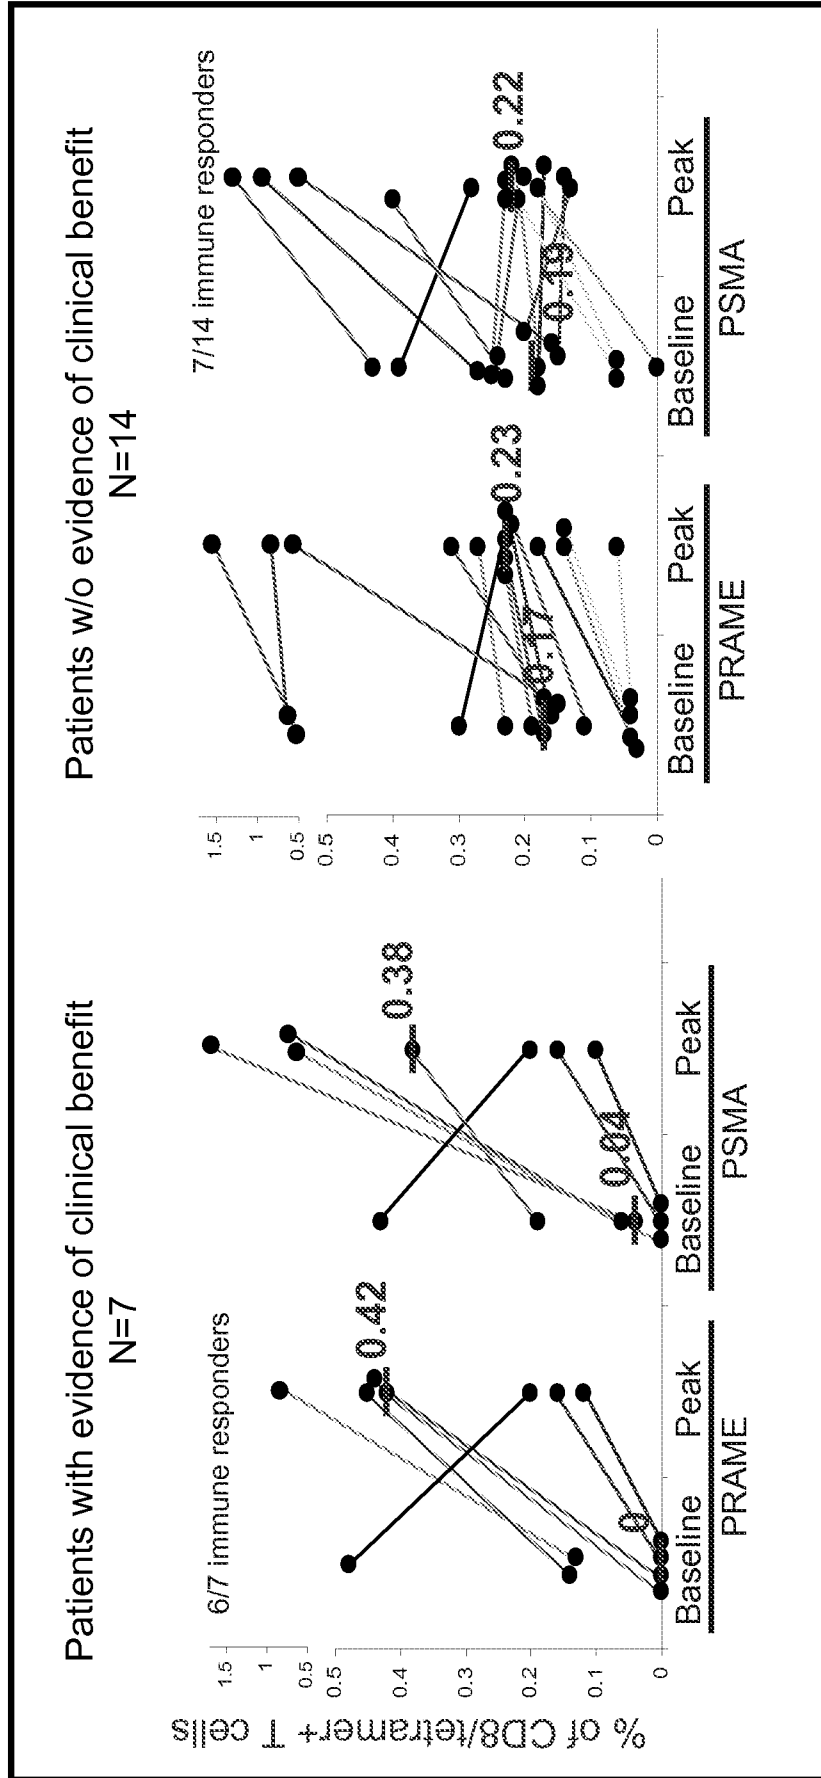 Patients with evidence of clinical benefit
N=7
6/7 immune responders
% of CD8/tetramer+ T cells
1.5
1
0.5
0.5
0.4
0.3
0.2
0.1
0
0
0.42
0.04
0.38
Baseline
Peak
Baseline
Peak
PRAME
PSMA
Patients w/o evidence of clinical benefit
N=14
7/14 immune responders
1.5
1
0.5
0.5
0.4
0.3
0.2
0.1
0
0.17
0.23
0.19
0.22
Baseline
Peak
Baseline
Peak
PRAME
PSMA